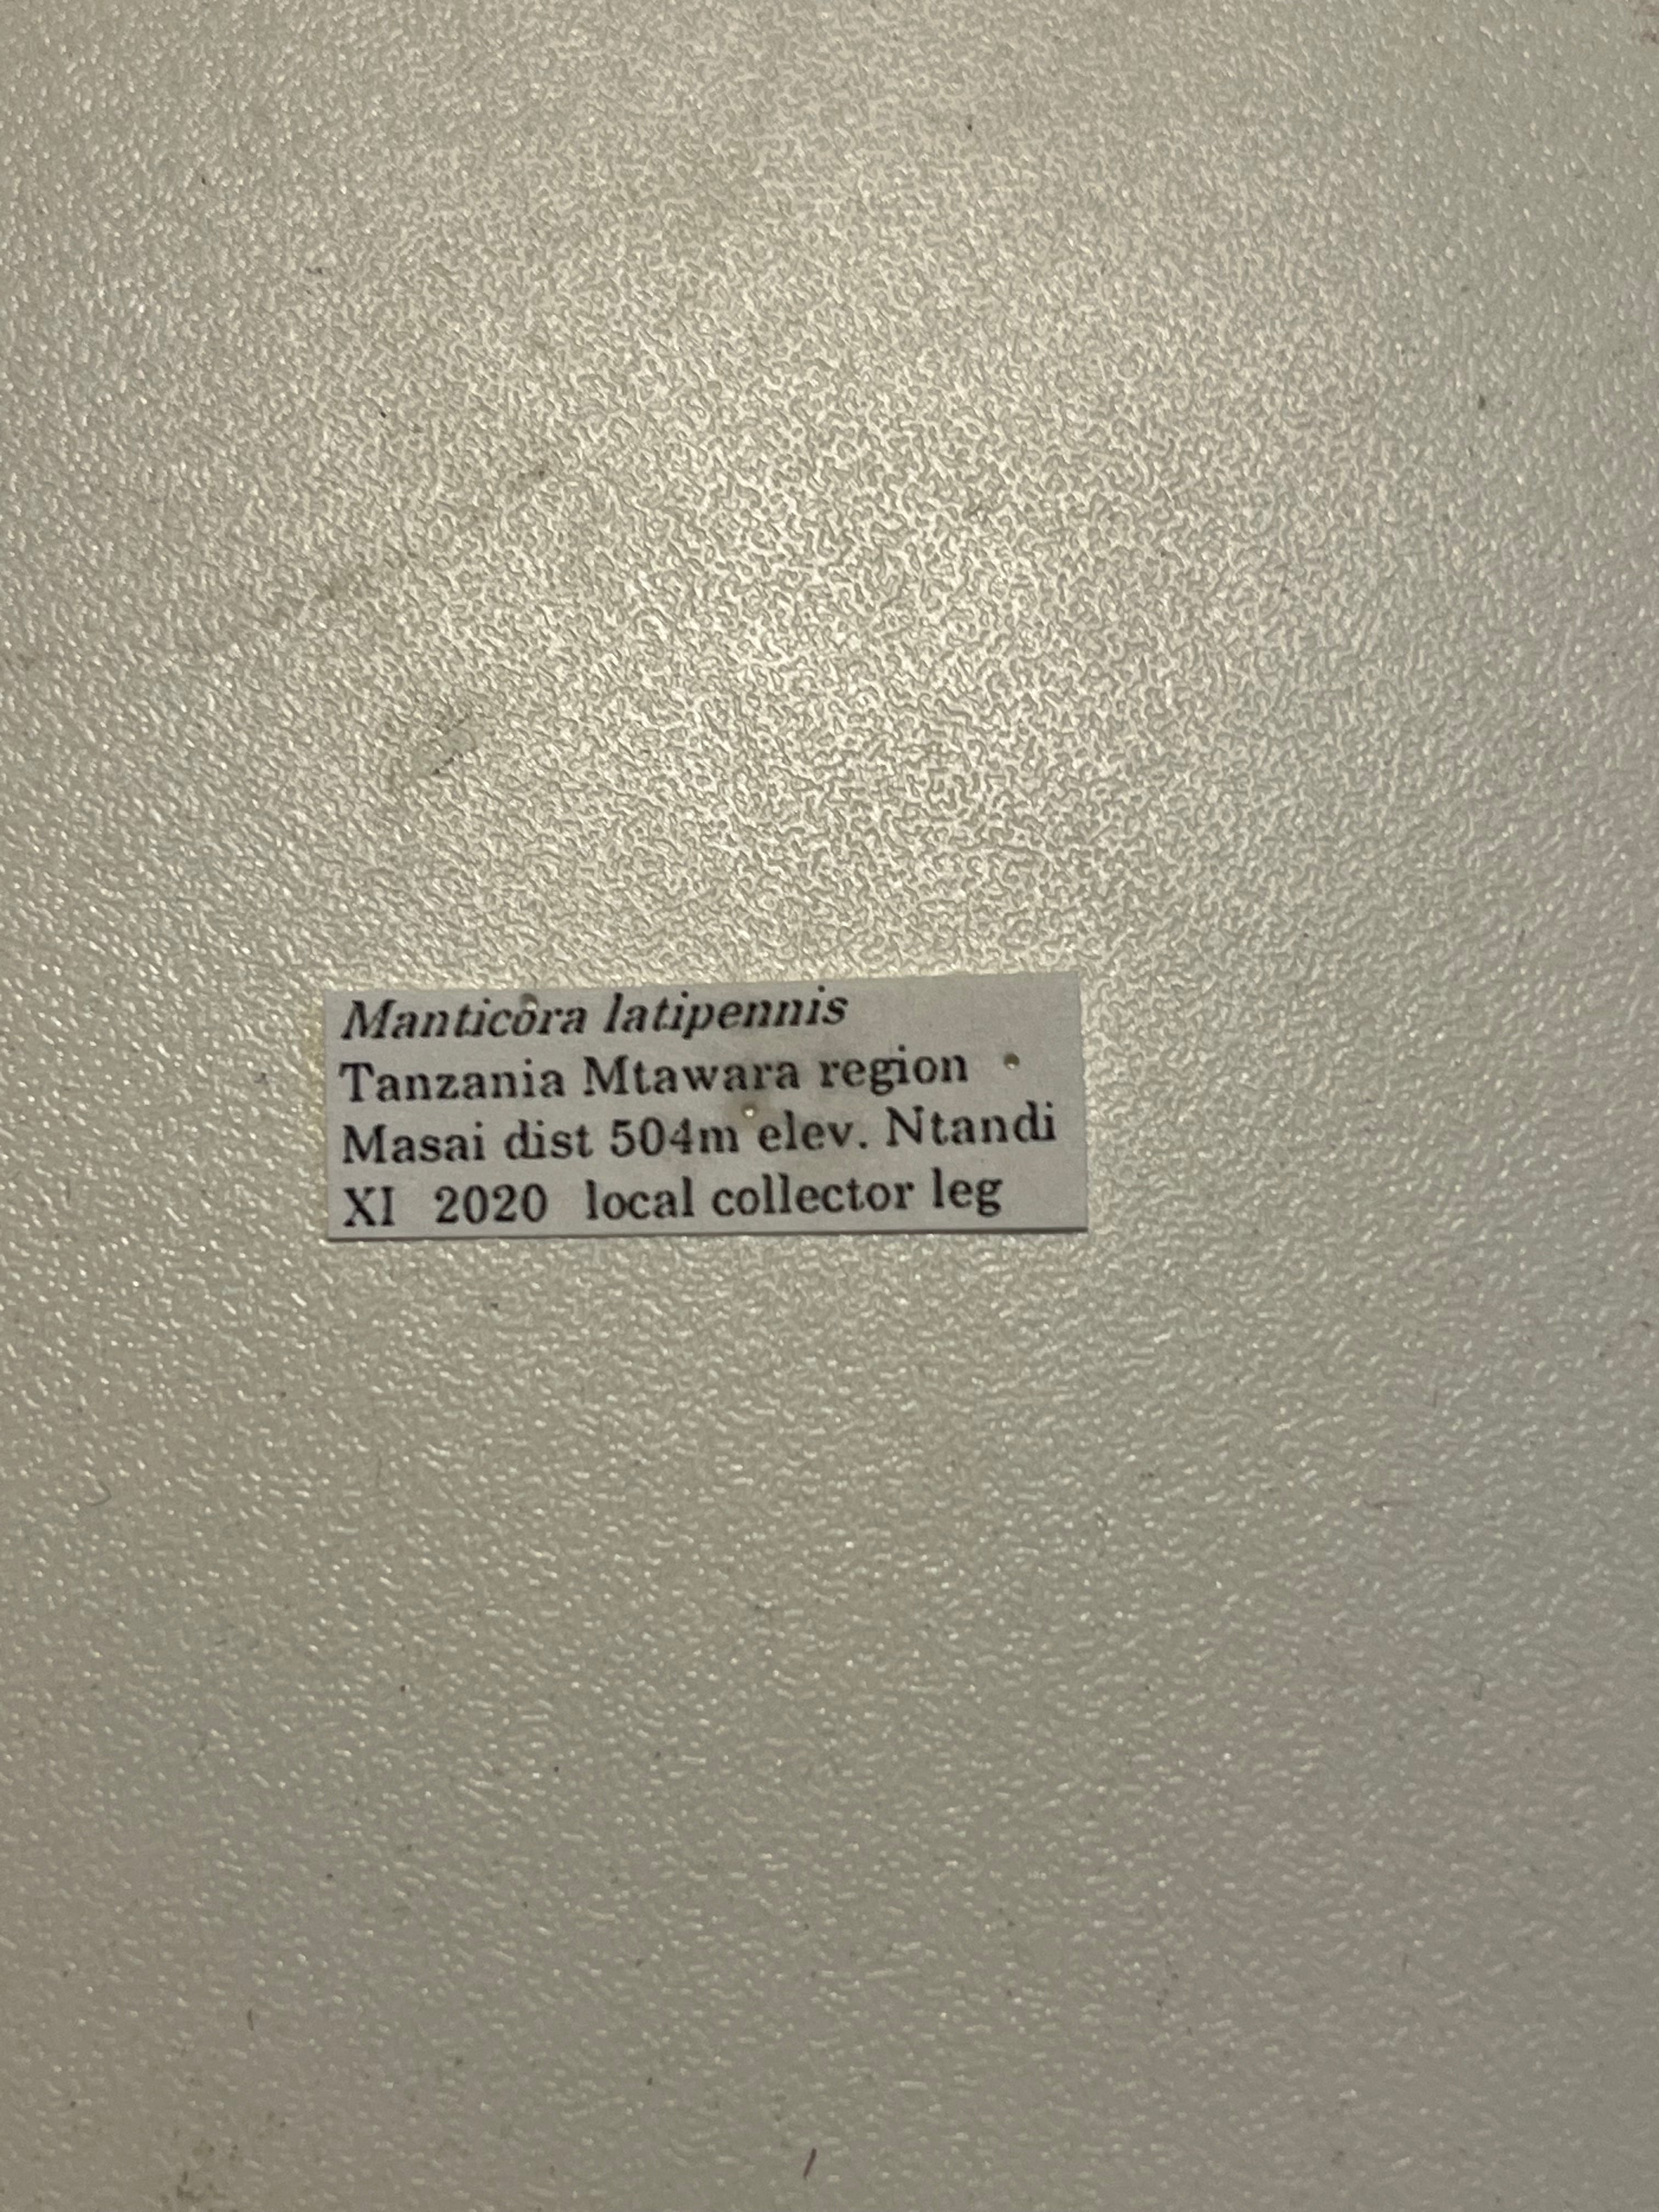 Manticora latipennis
Tanzania Mtawara region
Masai dist 504m elev. Ntandi
XI 2020 local collector leg